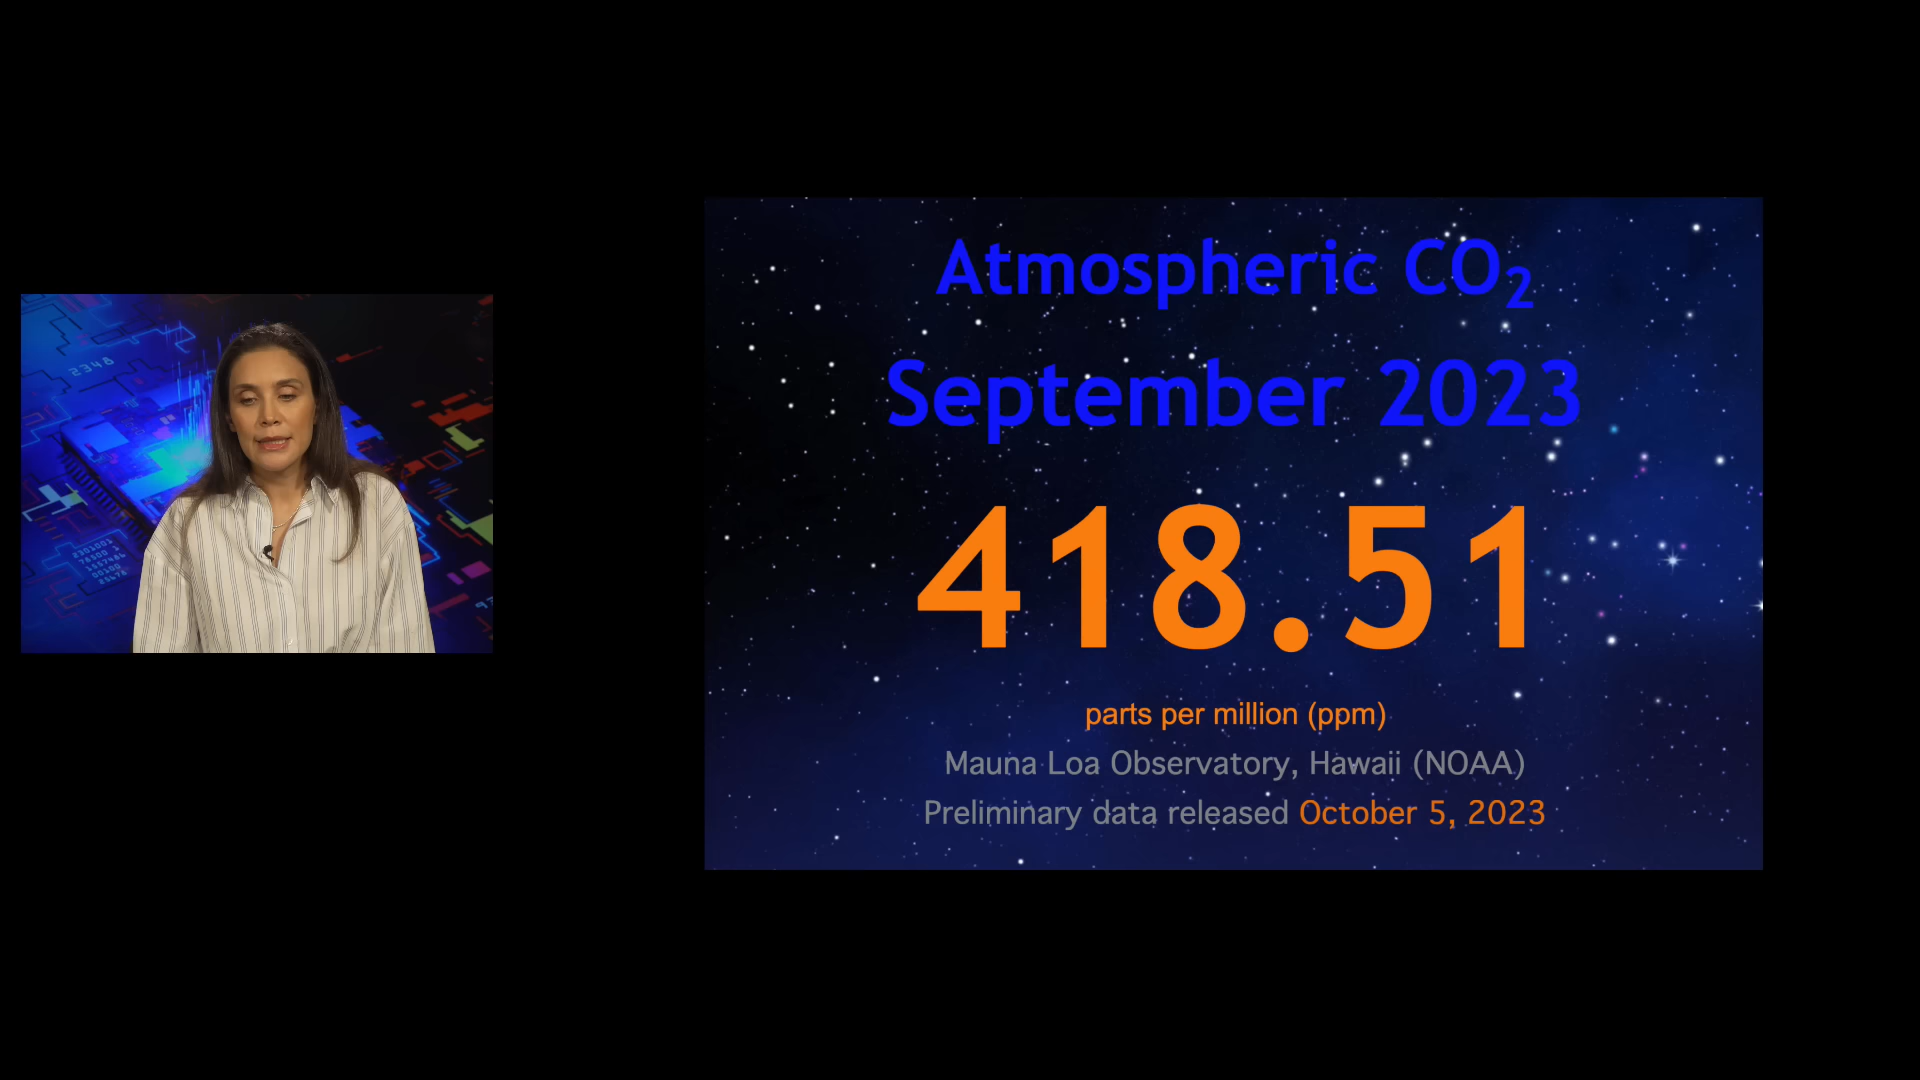 2348
Atmospheric CO₂
September 2023
418.51
parts per million (ppm)
Mauna Loa Observatory, Hawaii (NOAA)
Preliminary data released October 5, 2023